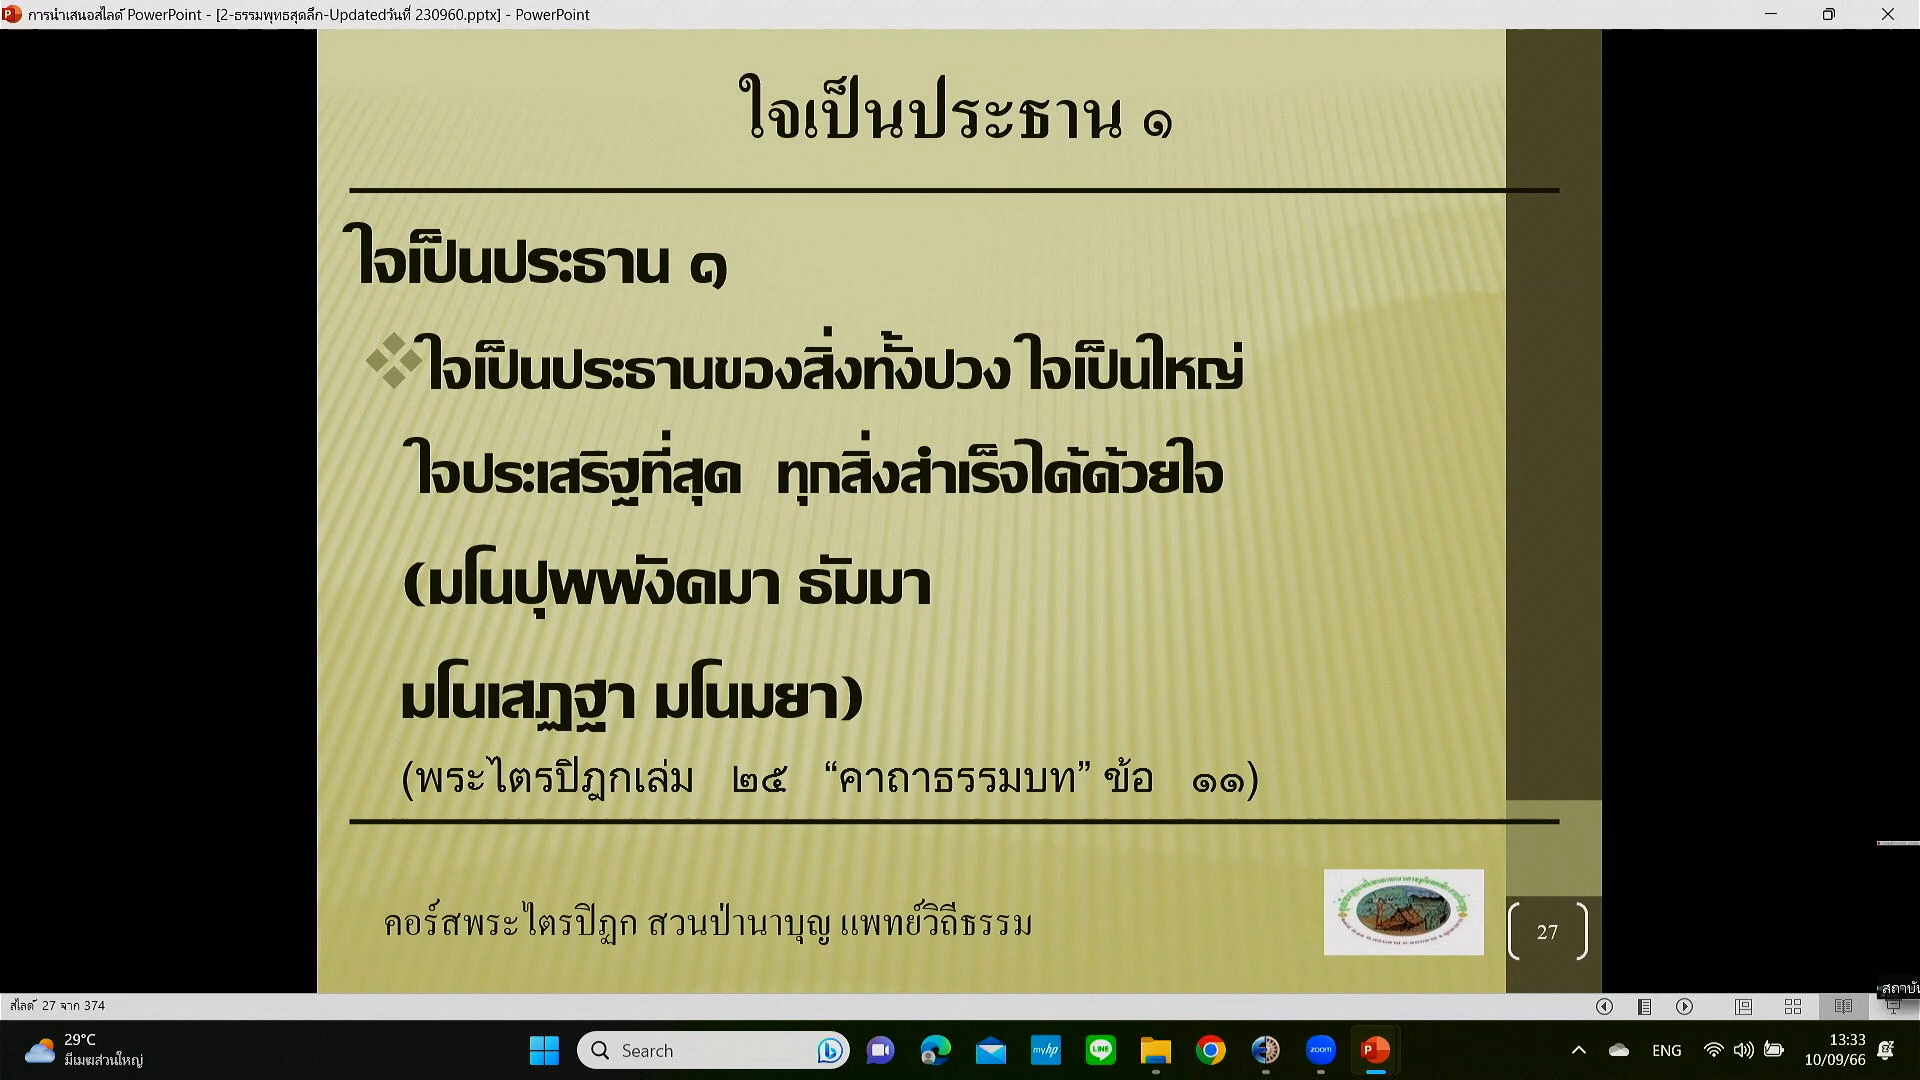 การนำเสนอสไลด์ PowerPoint - [2-ธรรมพุทธสุดลึก-Updatedวันที่ 230960.pptx] - PowerPoint
ใจเป็นประธาน ๑
ใจเป็นประธาน ๑
ใจเป็นประธานของสิ่งทั้งปวง ใจเป็นใหญ่
ใจประเสริฐที่สุด ทุกสิ่งสำเร็จได้ด้วยใจ
(มโนปุพพังคมา ธัมมา
มโนเสฏฐา มโนมยา)
(พระไตรปิฎกเล่ม ๒๕ “คาถาธรรมบท” ข้อ ๑๑)
คอร์สพระไตรปิฎก สวนป่านาบุญ แพทย์วิถีธรรม
27
สไลด์ 27 จาก 374
29°C
มีเมฆส่วนใหญ่
Search
myhp
LINE
zoom
ENG
13:33
10/09/66